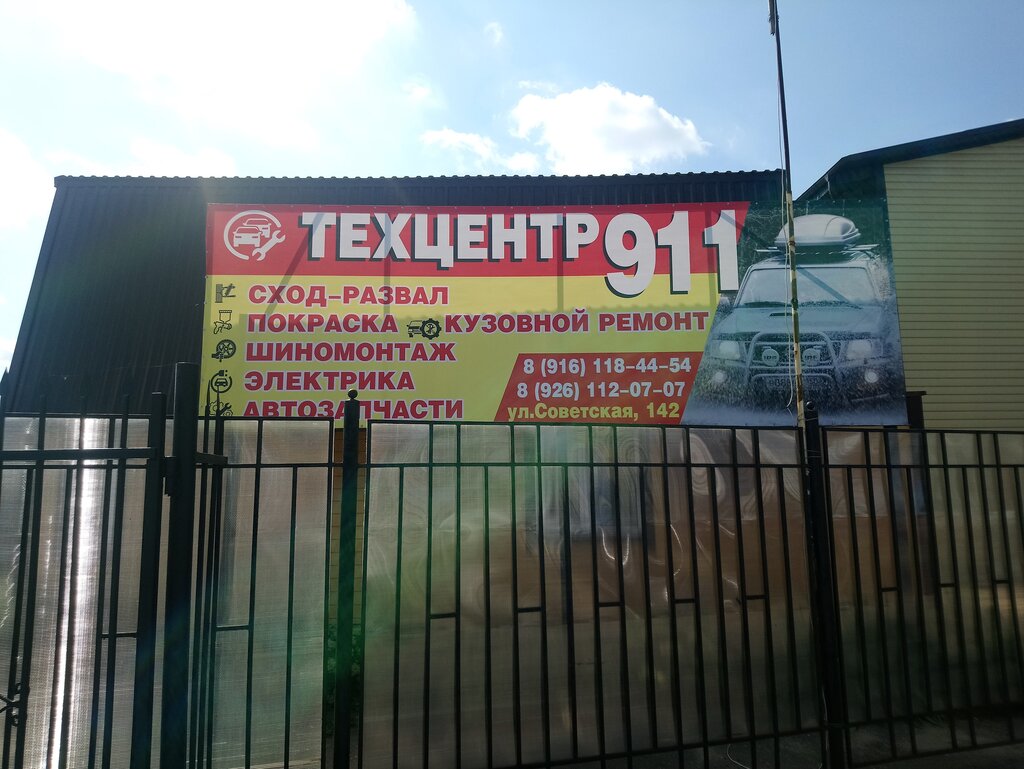 ТЕХЦЕНТР 911
СХОД-РАЗВАЛ
ПОКРАСКА КУЗОВНОЙ РЕМОНТ
ШИНОМОНТАЖ
ЭЛЕКТРИКА
АВТОЗАПЧАСТИ
8 (916) 118-44-54
8 (926) 112-07-07
ул.Советская, 142